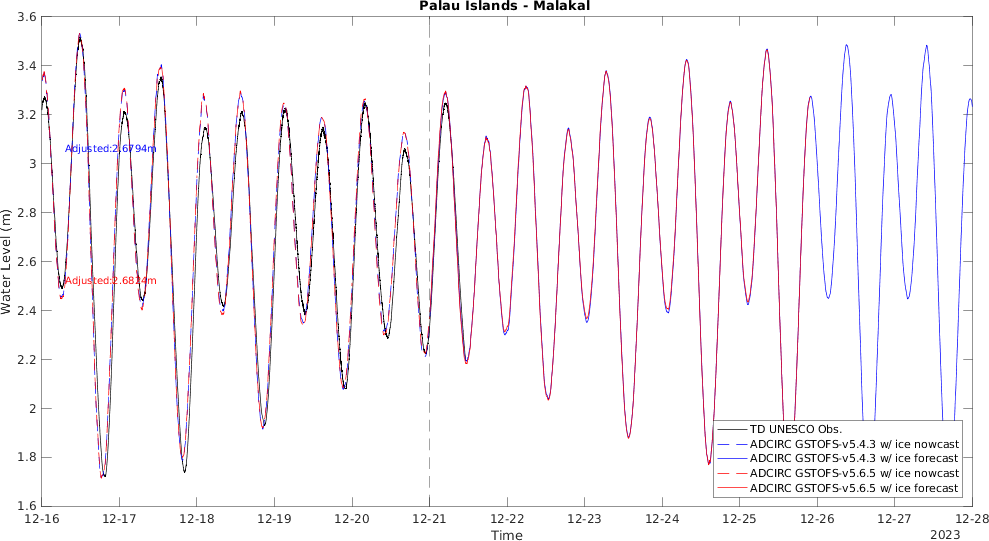 Palau Islands - Malakal
3.6
3.4
3.2
3
2.8
2.6
2.4
2.2
2
1.8
1.6
Water Level (m)
Adjusted:2.6794m
Adjusted:2.6824m
TD UNESCO Obs.
ADCIRC GSTOFS-v5.4.3 w/ ice nowcast
ADCIRC GSTOFS-v5.4.3 w/ ice forecast
ADCIRC GSTOFS-v5.6.5 w/ ice nowcast
ADCIRC GSTOFS-v5.6.5 w/ ice forecast
12-16 12-17 12-18 12-19 12-20 12-21 12-22 12-23 12-24 12-25 12-26 12-27 12-28
Time
2023